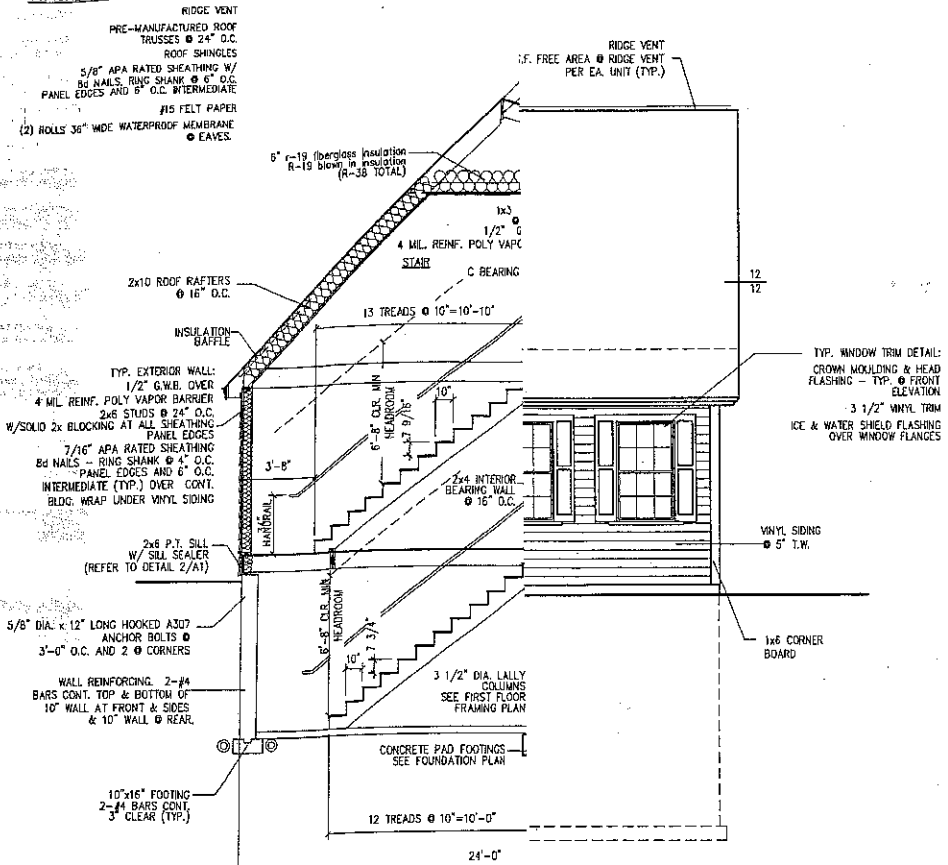 RIDGE VENT
PRE-MANUFACTURED ROOF
TRUSSES @ 24" O.C.
ROOF SHINGLES
5/8" APA RATED SHEATHING W/
8d NAILS, RING SHANK @ 6" O.C.
PANEL EDGES AND 6" O.C. INTERMEDIATE
#15 FELT PAPER
(2) ROLLS 36" WIDE WATERPROOF MEMBRANE
@ EAVES.
RIDGE VENT
.F. FREE AREA @ RIDGE VENT
PER EA. UNIT (TYP.)
6" r-19 fiberglass insulation
R-19 blown in insulation
(R-38 TOTAL)
1x3
@
1/2" G
4 MIL. REINF. POLY VAPO
STAIR
C BEARING
2x10 ROOF RAFTERS
@ 16" O.C.
13 TREADS @ 10"=10'-10"
12
12
INSULATION
BAFFLE
TYP. EXTERIOR WALL:
1/2" G.W.B. OVER
4 MIL REINF. POLY VAPOR BARRIER
2x6 STUDS @ 24" O.C.
W/SOLID 2x BLOCKING AT ALL SHEATHING
PANEL EDGES
7/16" APA RATED SHEATHING
8d NAILS - RING SHANK @ 4" O.C.
PANEL EDGES AND 6" O.C.
INTERMEDIATE (TYP.) OVER CONT.
BLDG. WRAP UNDER VINYL SIDING
6'-8" CLR. MIN
HEADROOM
7 9/16"
10"
3'-8"
36"
HANDRAIL
2x4 INTERIOR
BEARING WALL
@ 16" O.C.
TYP. WINDOW TRIM DETAIL:
CROWN MOULDING & HEAD
FLASHING - TYP. @ FRONT
ELEVATION
3 1/2" VINYL TRIM
ICE & WATER SHIELD FLASHING
OVER WINDOW FLANGES
VINYL SIDING
@ 5" T.W.
2x6 P.T. SILL
W/ SILL SEALER
(REFER TO DETAIL 2/A1)
5/8" DIA. x 12" LONG HOOKED A307
ANCHOR BOLTS @
3'-0" O.C. AND 2 @ CORNERS
6'-8" CLR. MIN
HEADROOM
7 3/4"
10"
1x6 CORNER
BOARD
WALL REINFORCING. 2-#4
BARS CONT. TOP & BOTTOM OF
10" WALL AT FRONT & SIDES
& 10" WALL @ REAR.
3 1/2" DIA. LALLY
COLUMNS
SEE FIRST FLOOR
FRAMING PLAN
CONCRETE PAD FOOTINGS
SEE FOUNDATION PLAN
10"x16" FOOTING
2-#4 BARS CONT.
3" CLEAR (TYP.)
12 TREADS @ 10"=10'-0"
24'-0"